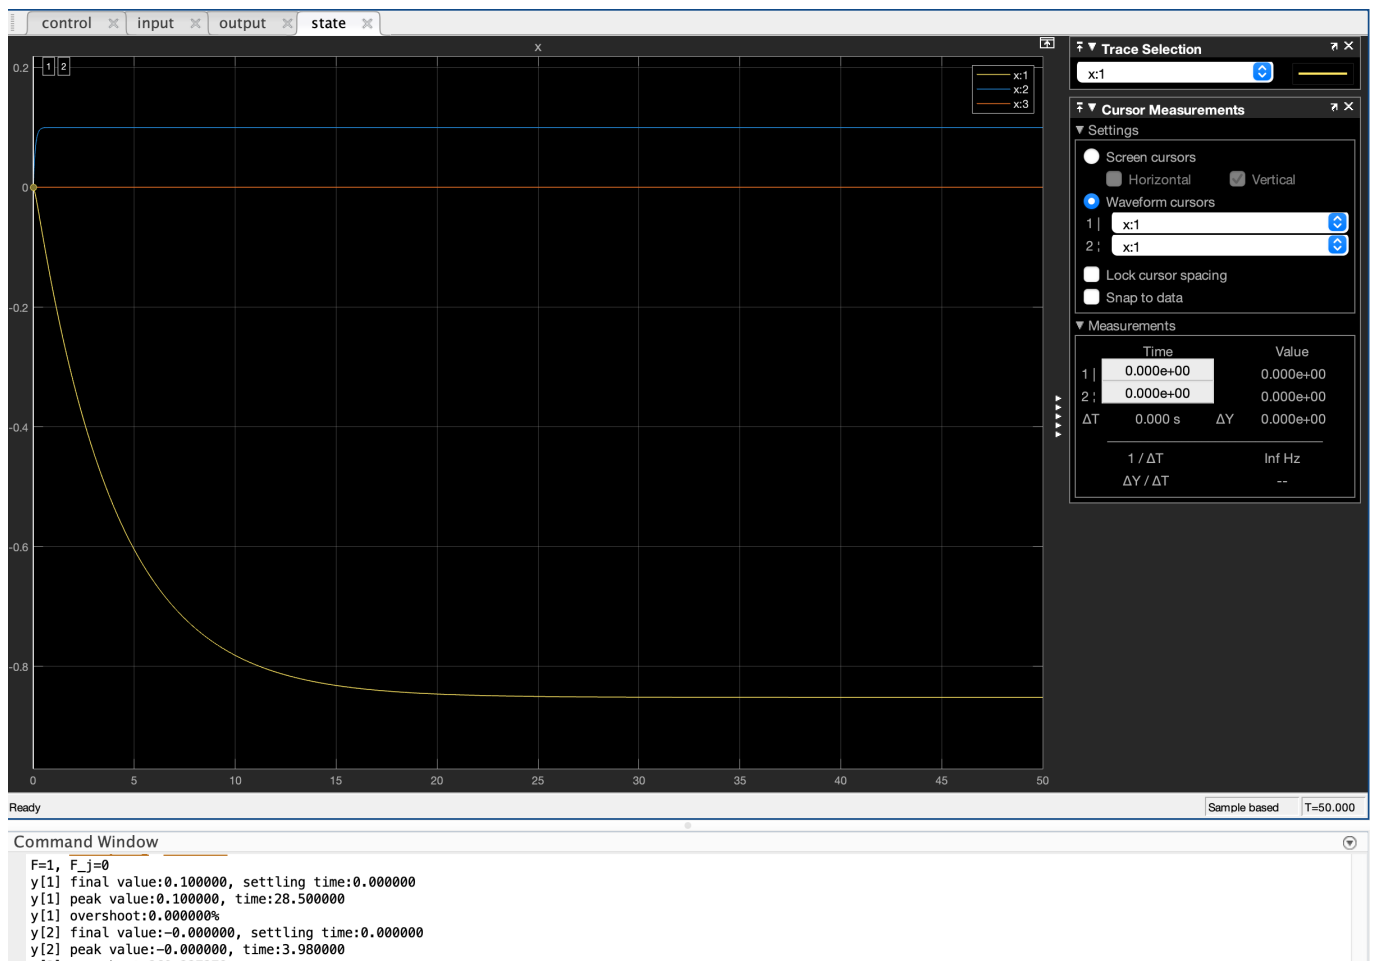 control input output state
x
1 2
x:1
x:2
x:3
0.2
0
-0.2
-0.4
-0.6
-0.8
0 5 10 15 20 25 30 35 40 45 50
Trace Selection
x:1
Cursor Measurements
Settings
Screen cursors
Horizontal Vertical
Waveform cursors
1 | x:1
2 ¦ x:1
Lock cursor spacing
Snap to data
Measurements
Time Value
1 | 0.000e+00 0.000e+00
2 ¦ 0.000e+00 0.000e+00
ΔT 0.000 s ΔY 0.000e+00
1 / ΔT Inf Hz
ΔY / ΔT --
Ready Sample based T=50.000
Command Window
F=1, F_j=0
y[1] final value:0.100000, settling time:0.000000
y[1] peak value:0.100000, time:28.500000
y[1] overshoot:0.000000%
y[2] final value:-0.000000, settling time:0.000000
y[2] peak value:-0.000000, time:3.980000